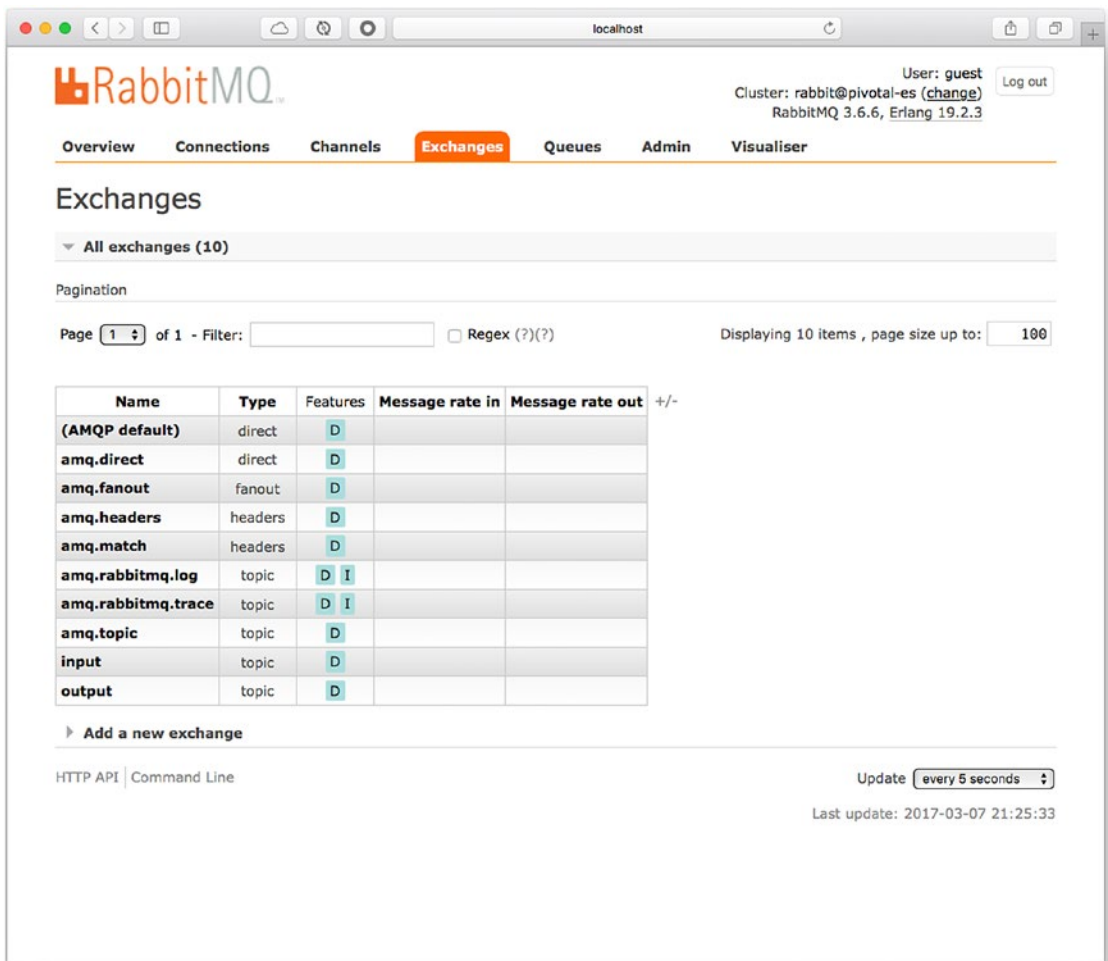 localhost
RabbitMQ
User: guest
Log out
Cluster: rabbit@pivotal-es (change)
RabbitMQ 3.6.6, Erlang 19.2.3
Overview Connections Channels Exchanges Queues Admin Visualiser
Exchanges
All exchanges (10)
Pagination
Page 1 of 1 - Filter: Regex (?)(?) Displaying 10 items , page size up to: 100
Name Type Features Message rate in Message rate out +/-
(AMQP default) direct D
amq.direct direct D
amq.fanout fanout D
amq.headers headers D
amq.match headers D
amq.rabbitmq.log topic D I
amq.rabbitmq.trace topic D I
amq.topic topic D
input topic D
output topic D
Add a new exchange
HTTP API Command Line Update every 5 seconds
Last update: 2017-03-07 21:25:33